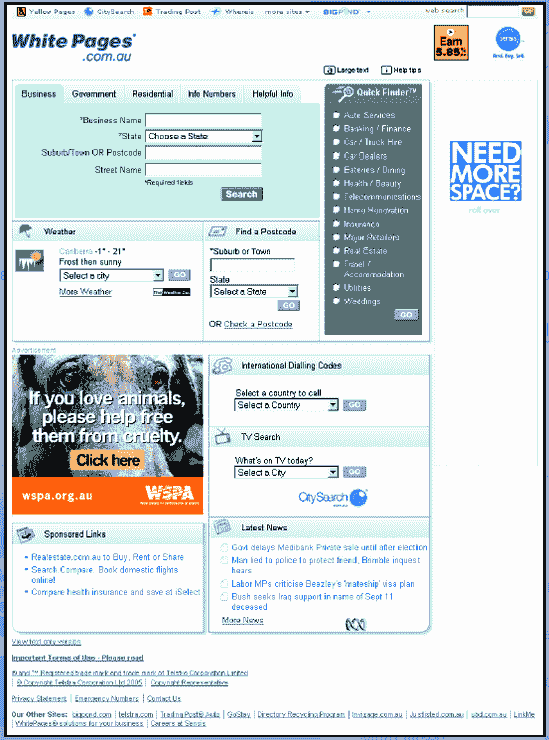 Yellow Pages CitySearch Trading Post Whereis more sites BIGPOND web search
White Pages
.com.au
Earn
5.85%
Large text Help tips
Business Government Residential Info Numbers Helpful Info
*Business Name
*State Choose a State
Suburb/Town OR Postcode
Street Name
*Required fields
Search
Quick Finder™
Auto Services
Banking / Finance
Car / Truck Hire
Car Dealers
Eateries / Dining
Health / Beauty
Telecommunications
Home Renovation
Insurance
Major Retailers
Real Estate
Travel /
Accommodation
Utilities
Weddings
GO
NEED
MORE
SPACE?
roll over
Weather
Canberra -1° - 21°
Frost then sunny
Select a city GO
More Weather
Find a Postcode
*Suburb or Town
State
Select a State
GO
OR Check a Postcode
Advertisement
If you love animals,
please help free
them from cruelty.
Click here
wspa.org.au WSPA
International Dialling Codes
Select a country to call
Select a Country GO
TV Search
What's on TV today?
Select a City GO
CitySearch
Sponsored Links
Realestate.com.au to Buy, Rent or Share
Search. Compare. Book domestic flights
online!
Compare health insurance and save at iSelect
Latest News
Govt delays Medibank Private sale until after election
Man lied to police to protect friend, Bamble inquest
hears
Labor MPs criticise Beazley's 'mateship' visa plan
Bush seeks Iraq support in name of Sept 11
deceased
More News
View text only version
Important Terms of Use - Please read
® and ™ Registered trade mark and trade mark of Telstra Corporation Limited
© Copyright Telstra Corporation Ltd Copyright Representative
Privacy Statement Emergency Numbers Contact Us
Our Other Sites: bigpond.com telstra.com Trading Post® Auto GoStay Directory Recycling Program Invizage.com.au Justlisted.com.au LinkMe
WhitePages® solutions for your business Careers at Sensis